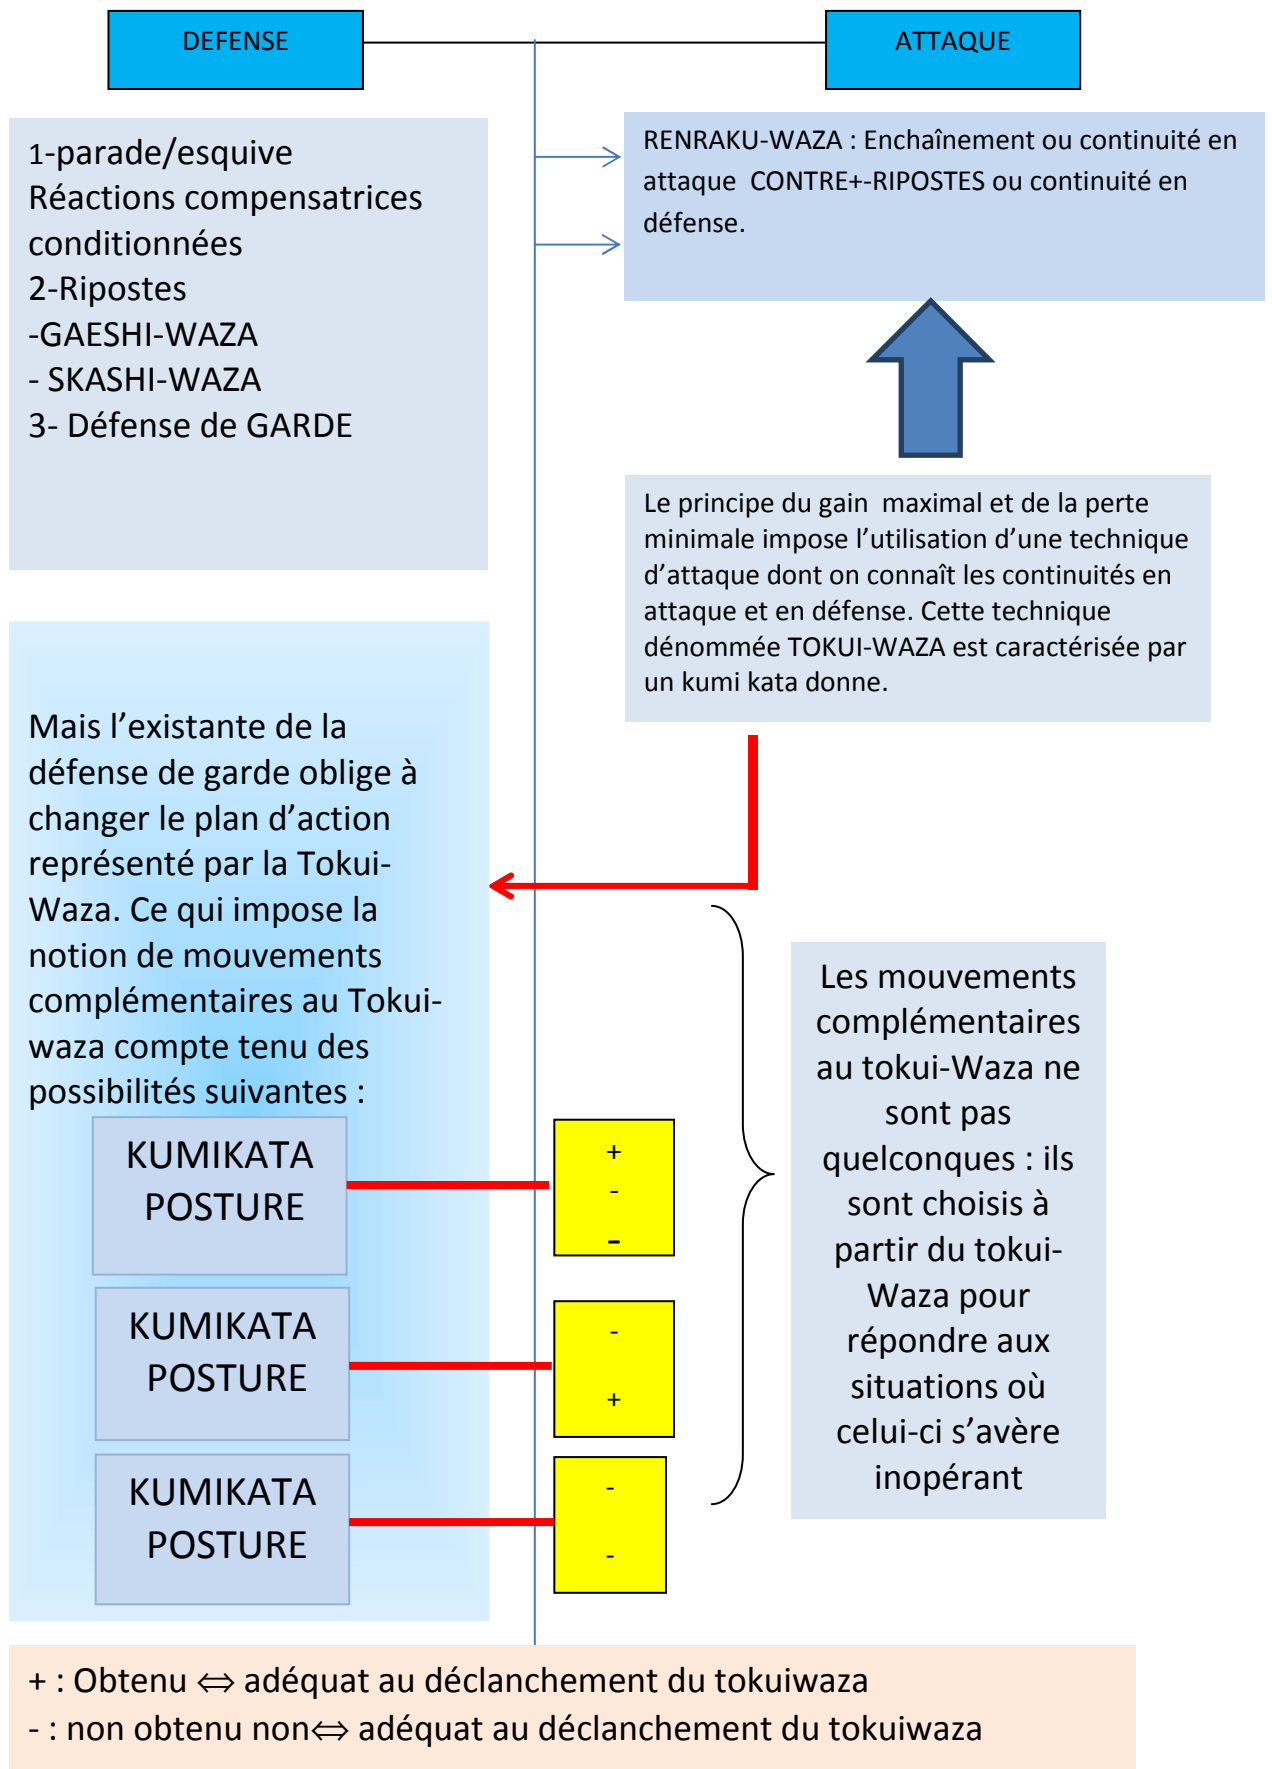 DEFENSE
ATTAQUE
1-parade/esquive
Réactions compensatrices
conditionnées
2-Ripostes
-GAESHI-WAZA
- SKASHI-WAZA
3- Défense de GARDE
RENRAKU-WAZA : Enchaînement ou continuité en
attaque  CONTRE+-RIPOSTES ou continuité en
défense.
Le principe du gain  maximal et de la perte
minimale impose l’utilisation d’une technique
d’attaque dont on connaît les continuités en
attaque et en défense. Cette technique
dénommée TOKUI-WAZA est caractérisée par
un kumi kata donne.
Mais l’existante de la
défense de garde oblige à
changer le plan d’action
représenté par la Tokui-
Waza. Ce qui impose la
notion de mouvements
complémentaires au Tokui-
waza compte tenu des
possibilités suivantes :
KUMIKATA
POSTURE
+
-
-
KUMIKATA
POSTURE
-
+
KUMIKATA
POSTURE
-
-
Les mouvements
complémentaires
au tokui-Waza ne
sont pas
quelconques : ils
sont choisis à
partir du tokui-
Waza pour
répondre aux
situations où
celui-ci s’avère
inopérant
+ : Obtenu ⇔ adéquat au déclanchement du tokuiwaza
- : non obtenu non⇔ adéquat au déclanchement du tokuiwaza